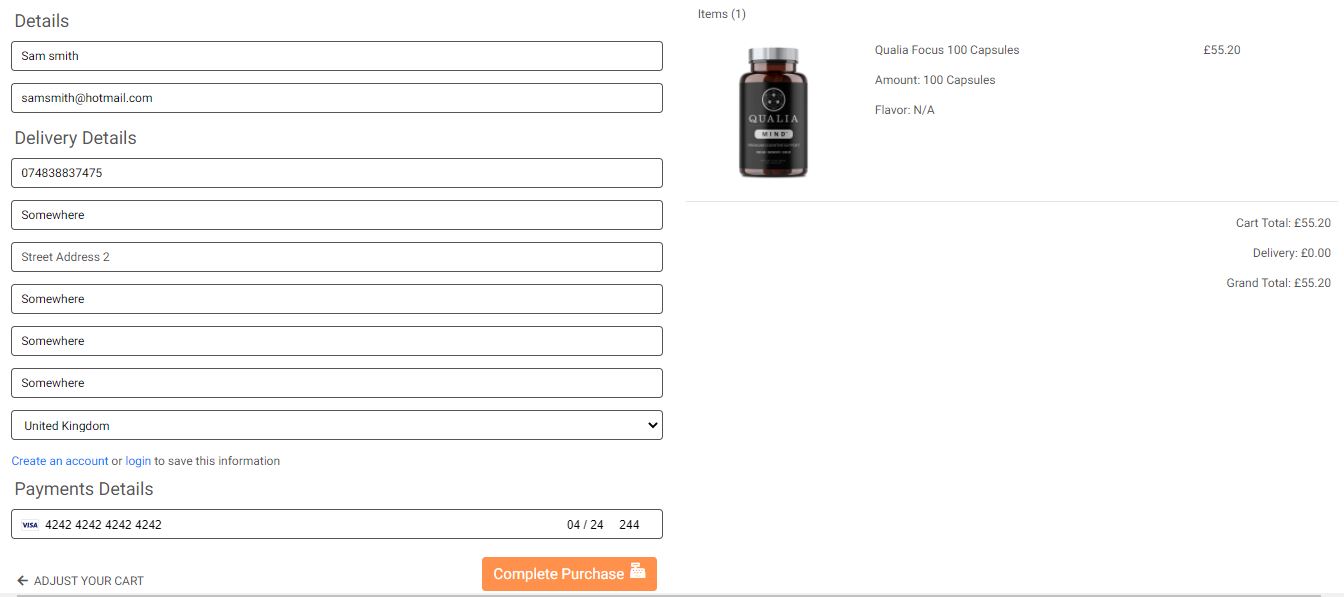 Details
Sam smith
samsmith@hotmail.com
Delivery Details
074838837475
Somewhere
Street Address 2
Somewhere
Somewhere
Somewhere
United Kingdom
Create an account or login to save this information
Payments Details
VISA 4242 4242 4242 4242 04 / 24 244
ADJUST YOUR CART
Complete Purchase
Items (1)
QUALIA
MIND
Qualia Focus 100 Capsules £55.20
Amount: 100 Capsules
Flavor: N/A
Cart Total: £55.20
Delivery: £0.00
Grand Total: £55.20